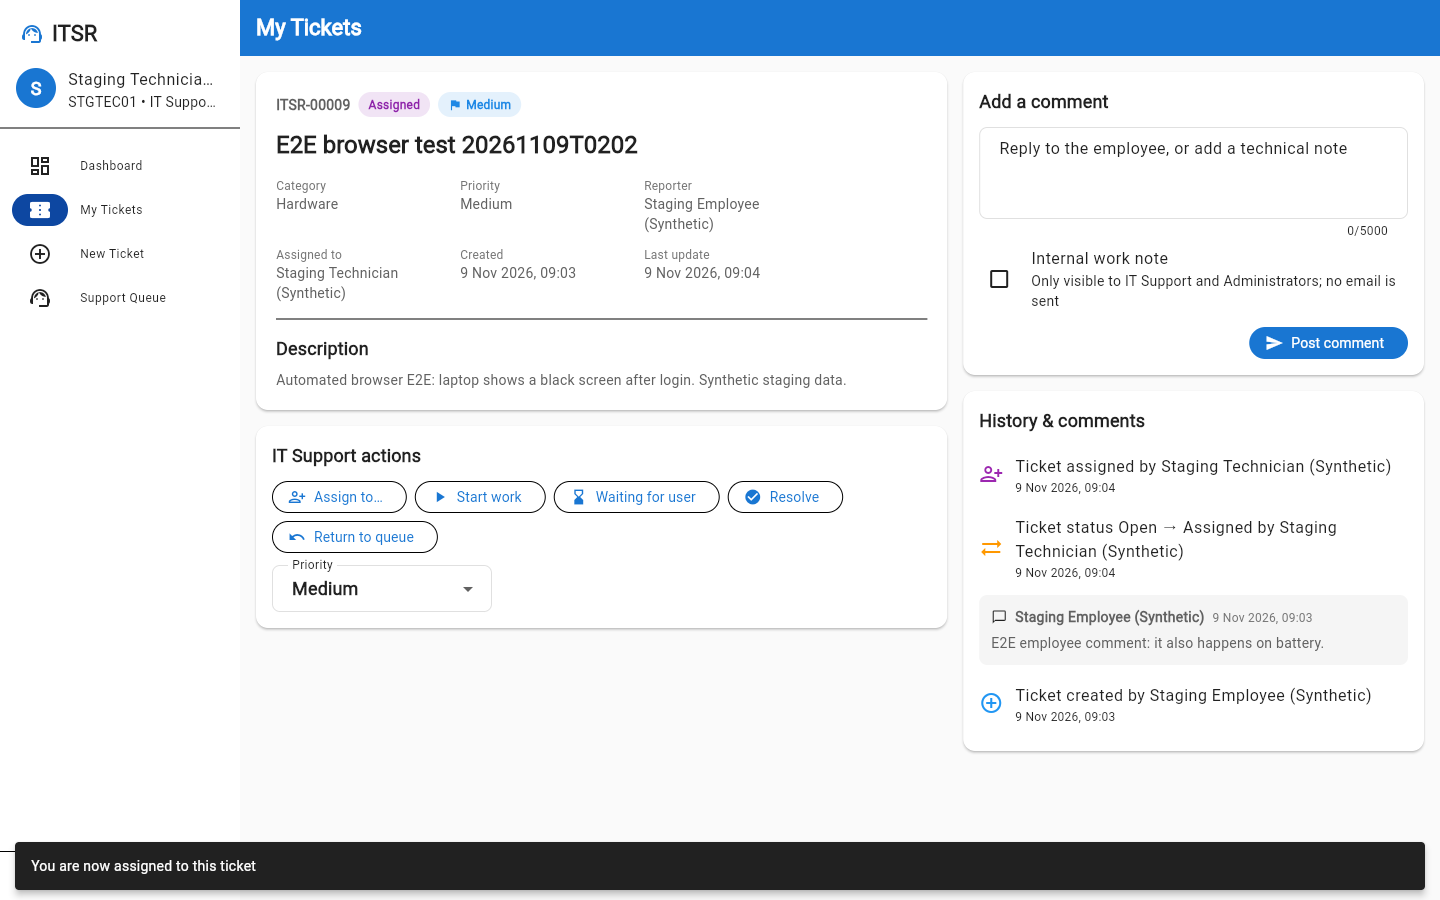 ITSR
S
Staging Technicia...
STGTEC01 • IT Suppo...
Dashboard
My Tickets
New Ticket
Support Queue
My Tickets
ITSR-00009 Assigned Medium
E2E browser test 20261109T0202
Category
Hardware
Priority
Medium
Reporter
Staging Employee
(Synthetic)
Assigned to
Staging Technician
(Synthetic)
Created
9 Nov 2026, 09:03
Last update
9 Nov 2026, 09:04
Description
Automated browser E2E: laptop shows a black screen after login. Synthetic staging data.
IT Support actions
Assign to... Start work Waiting for user Resolve
Return to queue
Priority
Medium
Add a comment
Reply to the employee, or add a technical note
0/5000
Internal work note
Only visible to IT Support and Administrators; no email is
sent
Post comment
History & comments
Ticket assigned by Staging Technician (Synthetic)
9 Nov 2026, 09:04
Ticket status Open → Assigned by Staging
Technician (Synthetic)
9 Nov 2026, 09:04
Staging Employee (Synthetic) 9 Nov 2026, 09:03
E2E employee comment: it also happens on battery.
Ticket created by Staging Employee (Synthetic)
9 Nov 2026, 09:03
You are now assigned to this ticket